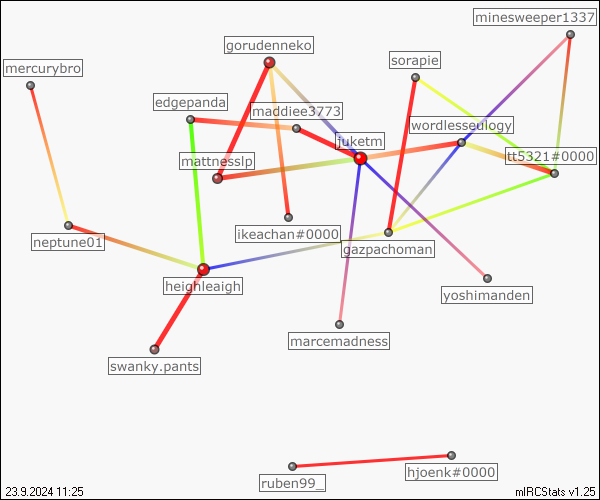 minesweeper1337
gorudenneko
sorapie
mercurybro
edgepanda
maddiee3773
wordlesseulogy
juketm
mattnesslp
tt5321#0000
ikeachan#0000
neptune01
gazpachoman
heighleaigh
yoshimanden
marcemadness
swanky.pants
hjoenk#0000
ruben99_
23.9.2024 11:25
mIRCStats v1.25